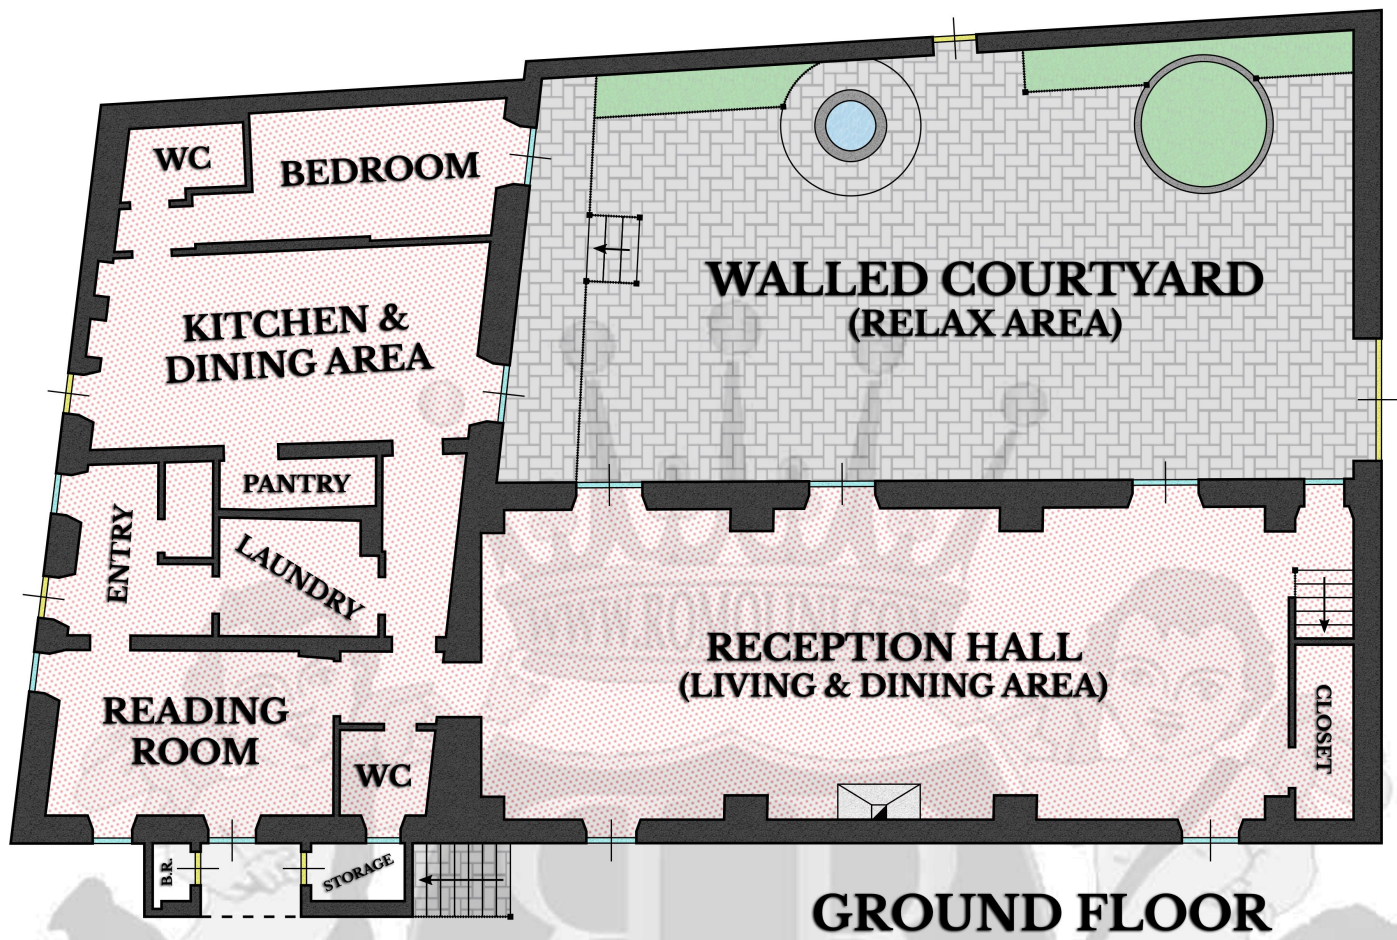 WC
BEDROOM
KITCHEN &
DINING AREA
WALLED COURTYARD
(RELAX AREA)
PANTRY
ENTRY
LAUNDRY
RECEPTION HALL
(LIVING & DINING AREA)
READING
ROOM
WC
CLOSET
B.R.
STORAGE
GROUND FLOOR